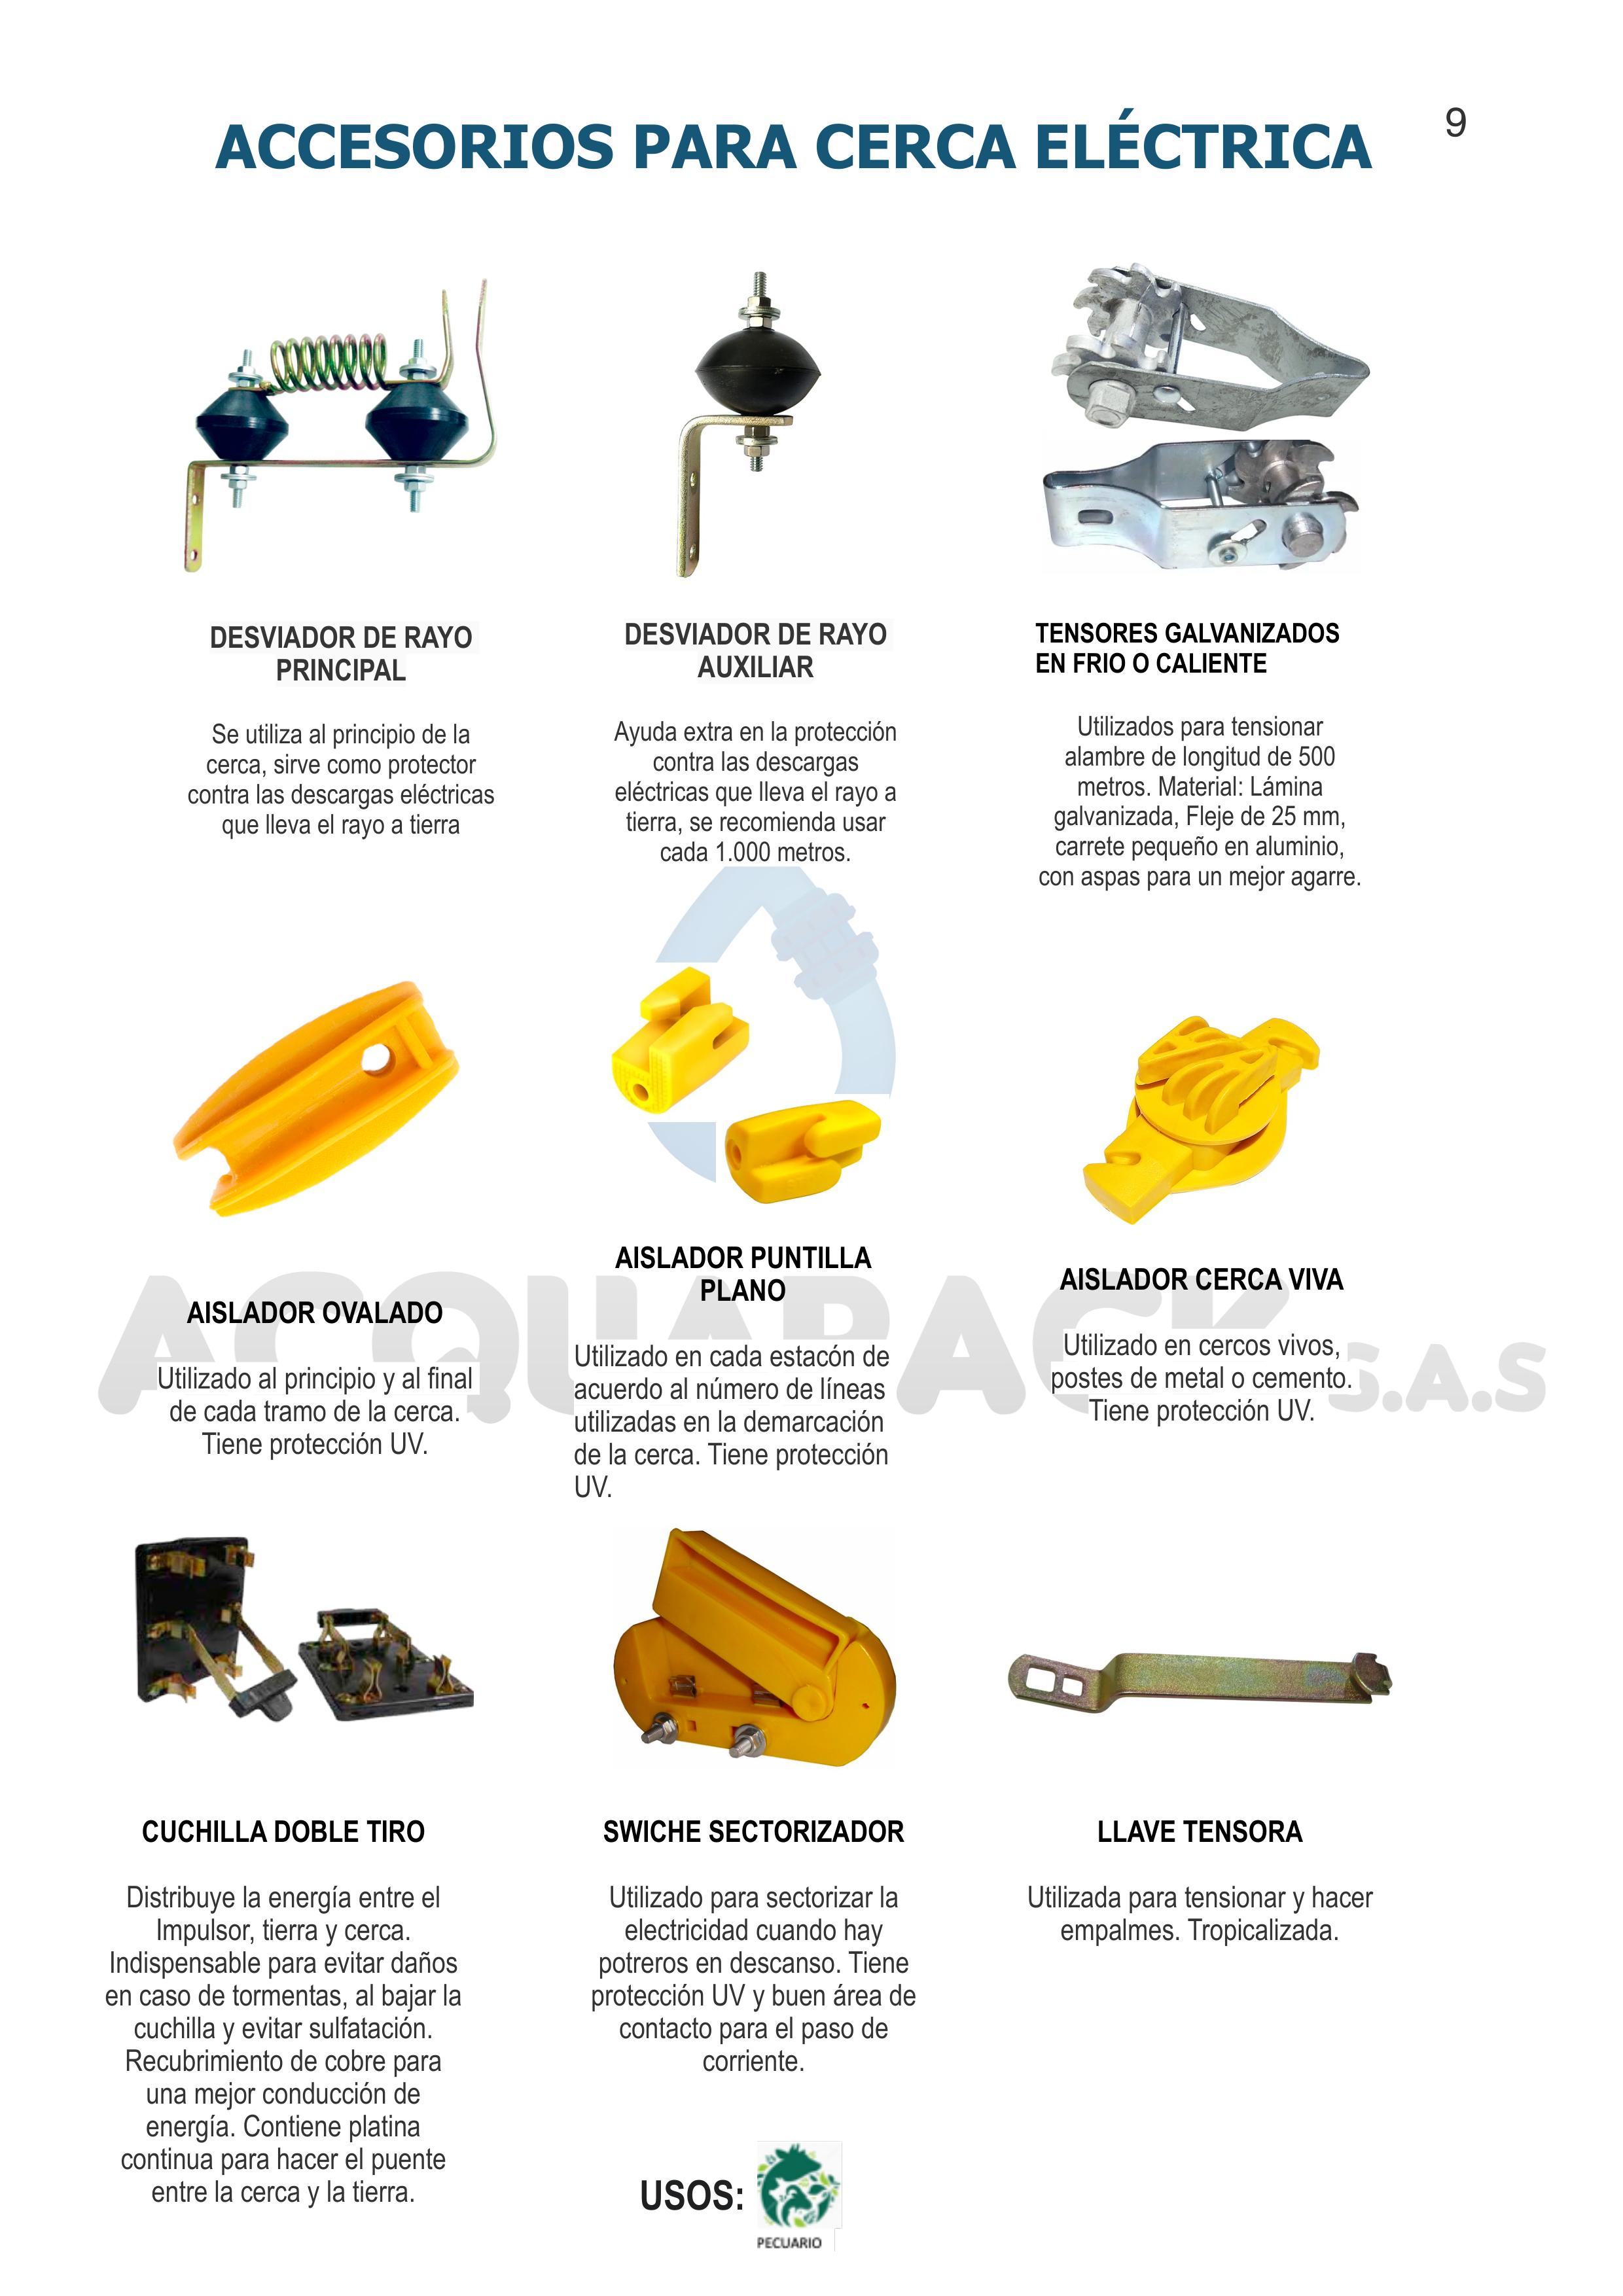 9
ACCESORIOS PARA CERCA ELÉCTRICA
DESVIADOR DE RAYO
PRINCIPAL
Se utiliza al principio de la
cerca, sirve como protector
contra las descargas eléctricas
que lleva el rayo a tierra
DESVIADOR DE RAYO
AUXILIAR
Ayuda extra en la protección
contra las descargas
eléctricas que lleva el rayo a
tierra, se recomienda usar
cada 1.000 metros.
TENSORES GALVANIZADOS
EN FRIO O CALIENTE
Utilizados para tensionar
alambre de longitud de 500
metros. Material: Lámina
galvanizada, Fleje de 25 mm,
carrete pequeño en aluminio,
con aspas para un mejor agarre.
ACQUAPACK S.A.S
AISLADOR OVALADO
Utilizado al principio y al final
de cada tramo de la cerca.
Tiene protección UV.
AISLADOR PUNTILLA
PLANO
Utilizado en cada estacón de
acuerdo al número de líneas
utilizadas en la demarcación
de la cerca. Tiene protección
UV.
AISLADOR CERCA VIVA
Utilizado en cercos vivos,
postes de metal o cemento.
Tiene protección UV.
CUCHILLA DOBLE TIRO
Distribuye la energía entre el
Impulsor, tierra y cerca.
Indispensable para evitar daños
en caso de tormentas, al bajar la
cuchilla y evitar sulfatación.
Recubrimiento de cobre para
una mejor conducción de
energía. Contiene platina
continua para hacer el puente
entre la cerca y la tierra.
SWICHE SECTORIZADOR
Utilizado para sectorizar la
electricidad cuando hay
potreros en descanso. Tiene
protección UV y buen área de
contacto para el paso de
corriente.
LLAVE TENSORA
Utilizada para tensionar y hacer
empalmes. Tropicalizada.
USOS:
PECUARIO